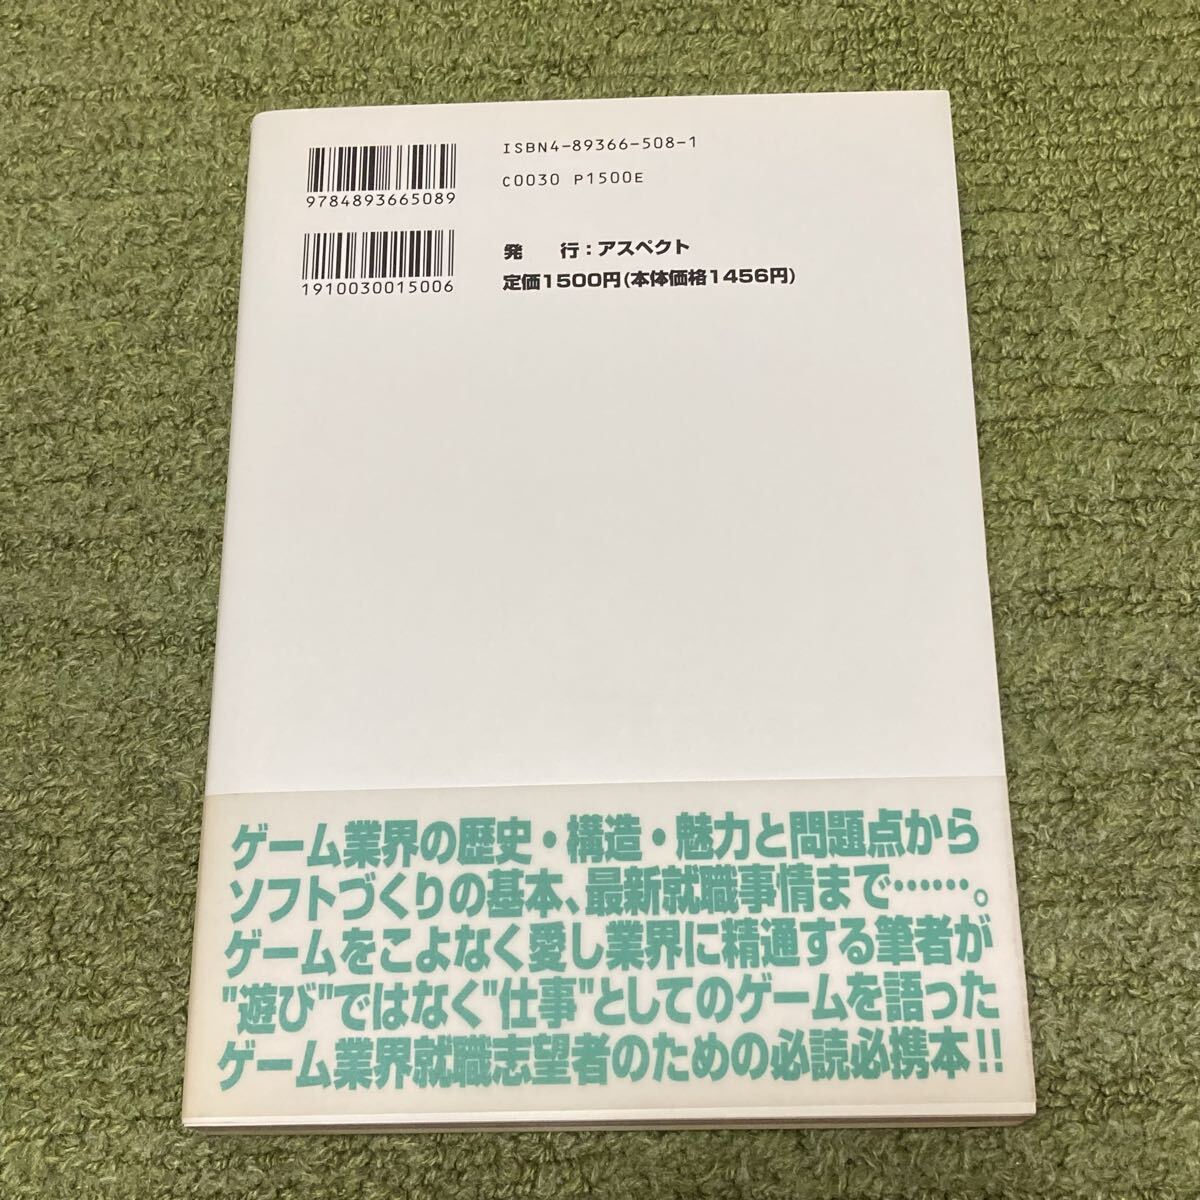 9784893665089
ISBN4-89366-508-1
C0030 P1500E
1910030015006
発　行：アスペクト
定価1500円(本体価格1456円)
ゲーム業界の歴史・構造・魅力と問題点から
ソフトづくりの基本、最新就職事情まで……。
ゲームをこよなく愛し業界に精通する筆者が
"遊び"ではなく"仕事"としてのゲームを語った
ゲーム業界就職志望者のための必読必携本!!